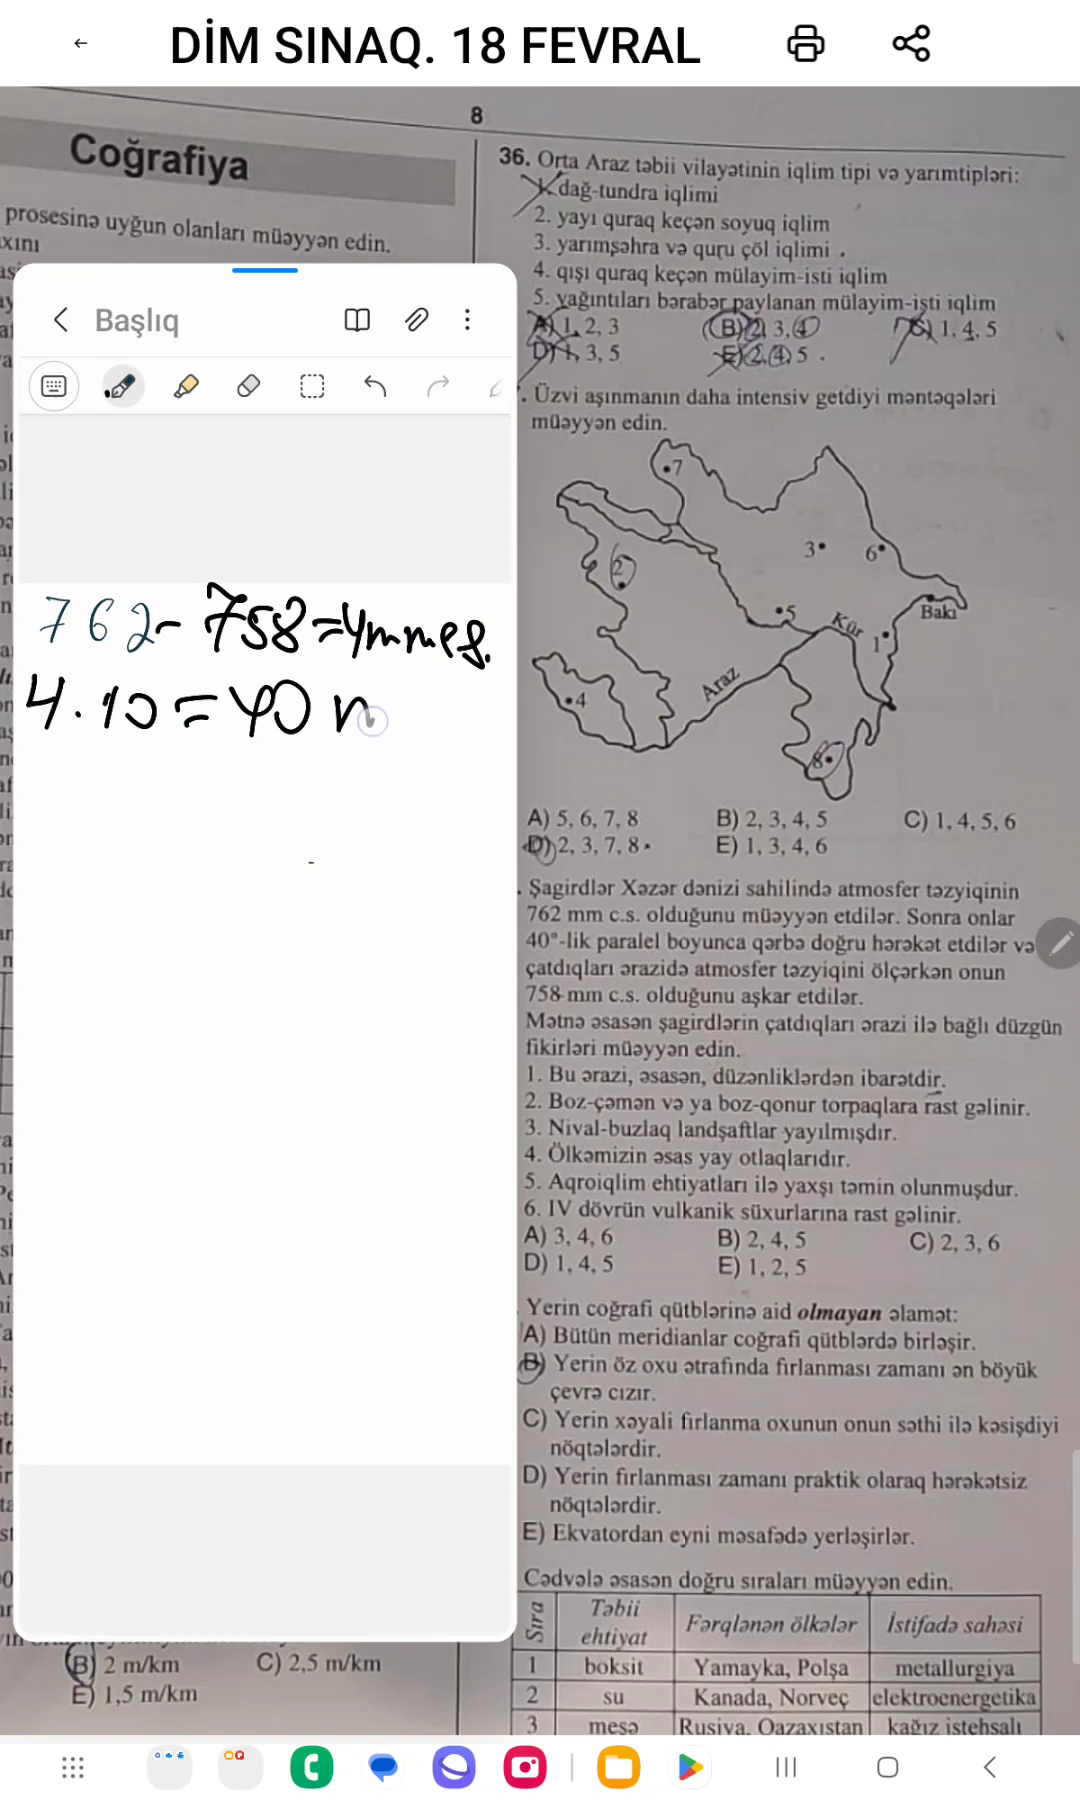 DİM SINAQ. 18 FEVRAL
8
Coğrafiya
prosesinə uyğun olanları müəyyən edin.
Başlıq
762-758=4mmcs.
4.10=40 m
B) 2 m/km C) 2,5 m/km
E) 1,5 m/km
36. Orta Araz təbii vilayətinin iqlim tipi və yarımtipləri:
1. dağ-tundra iqlimi
2. yayı quraq keçən soyuq iqlim
3. yarımşəhra və quru çöl iqlimi
4. qışı quraq keçən mülayim-isti iqlim
5. yağıntıları bərabər paylanan mülayim-isti iqlim
A) 1, 2, 3 B) 2, 3, 4 C) 1, 4, 5
D) 1, 3, 5 E) 2, 4, 5
. Üzvi aşınmanın daha intensiv getdiyi məntəqələri
müəyyən edin.
7
3
6
2
5
Bakı
Kür
1
Araz
4
8
A) 5, 6, 7, 8 B) 2, 3, 4, 5 C) 1, 4, 5, 6
D) 2, 3, 7, 8 E) 1, 3, 4, 6
. Şagirdlər Xəzər dənizi sahilində atmosfer təzyiqinin
762 mm c.s. olduğunu müəyyən etdilər. Sonra onlar
40°-lik paralel boyunca qərbə doğru hərəkət etdilər və
çatdıqları ərazidə atmosfer təzyiqini ölçərkən onun
758 mm c.s. olduğunu aşkar etdilər.
Mətnə əsasən şagirdlərin çatdıqları ərazi ilə bağlı düzgün
fikirləri müəyyən edin.
1. Bu ərazi, əsasən, düzənliklərdən ibarətdir.
2. Boz-çəmən və ya boz-qonur torpaqlara rast gəlinir.
3. Nival-buzlaq landşaftlar yayılmışdır.
4. Ölkəmizin əsas yay otlaqlarıdır.
5. Aqroiqlim ehtiyatları ilə yaxşı təmin olunmuşdur.
6. IV dövrün vulkanik süxurlarına rast gəlinir.
A) 3, 4, 6 B) 2, 4, 5 C) 2, 3, 6
D) 1, 4, 5 E) 1, 2, 5
Yerin coğrafi qütblərinə aid olmayan əlamət:
A) Bütün meridianlar coğrafi qütblərdə birləşir.
B) Yerin öz oxu ətrafında fırlanması zamanı ən böyük
çevrə cızır.
C) Yerin xəyali fırlanma oxunun onun səthi ilə kəsişdiyi
nöqtələrdir.
D) Yerin fırlanması zamanı praktik olaraq hərəkətsiz
nöqtələrdir.
E) Ekvatordan eyni məsafədə yerləşirlər.
Cədvələ əsasən doğru sıraları müəyyən edin.
Sıra Təbii ehtiyat Fərqlənən ölkələr İstifadə sahəsi
1 boksit Yamayka, Polşa metallurgiya
2 su Kanada, Norveç elektroenergetika
3 meşə Rusiya, Qazaxıstan kağız istehsalı